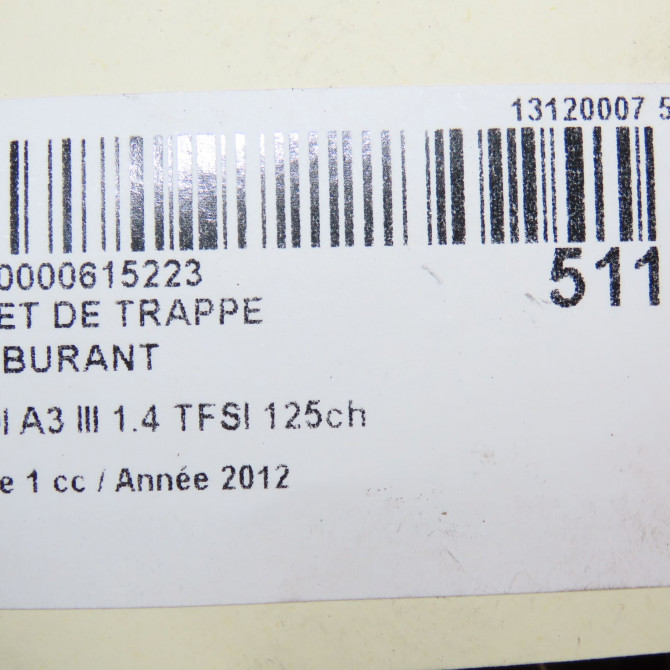 13120007 5
0000615223
511
ET DE TRAPPE
BURANT
I A3 III 1.4 TFSI 125ch
e 1 cc / Année 2012